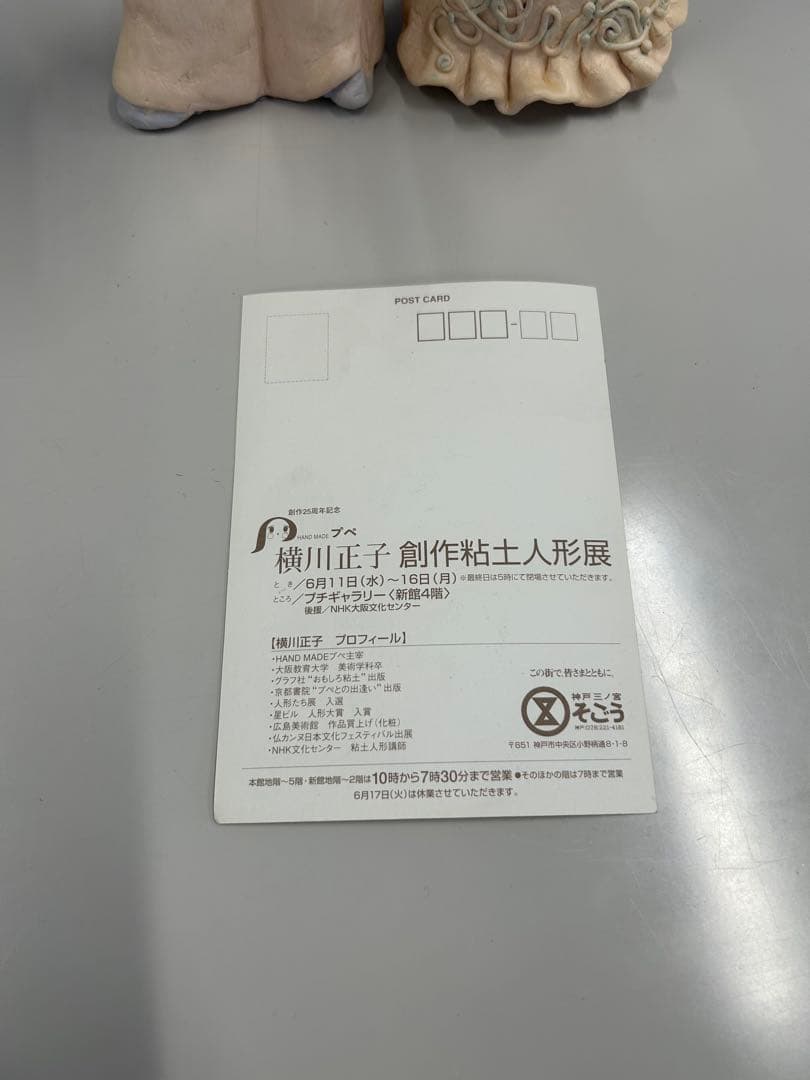 POST CARD
創作25周年記念
HAND MADE プペ
横川正子 創作粘土人形展
とき／6月11日(水)～16日(月) ※最終日は5時にて閉場させていただきます。
ところ／プチギャラリー〈新館4階〉
後援／NHK大阪文化センター
【横川正子 プロフィール】
・HAND MADEプペ主宰
・大阪教育大学 美術学科卒
・グラフ社“おもしろ粘土”出版
・京都書院“プペとの出逢い”出版
・人形たち展 入選
・星ビル 人形大賞 入賞
・広島美術館 作品買上げ(化粧)
・仏カンヌ日本文化フェスティバル出展
・NHK文化センター 粘土人形講師
この街で、皆さまとともに。
神戸三ノ宮
そごう
神戸(078)221-4181
〒651 神戸市中央区小野柄通8-1-8
本館地階～5階・新館地階～2階は10時から7時30分まで営業 ●そのほかの階は7時まで営業
6月17日(火)は休業させていただきます。